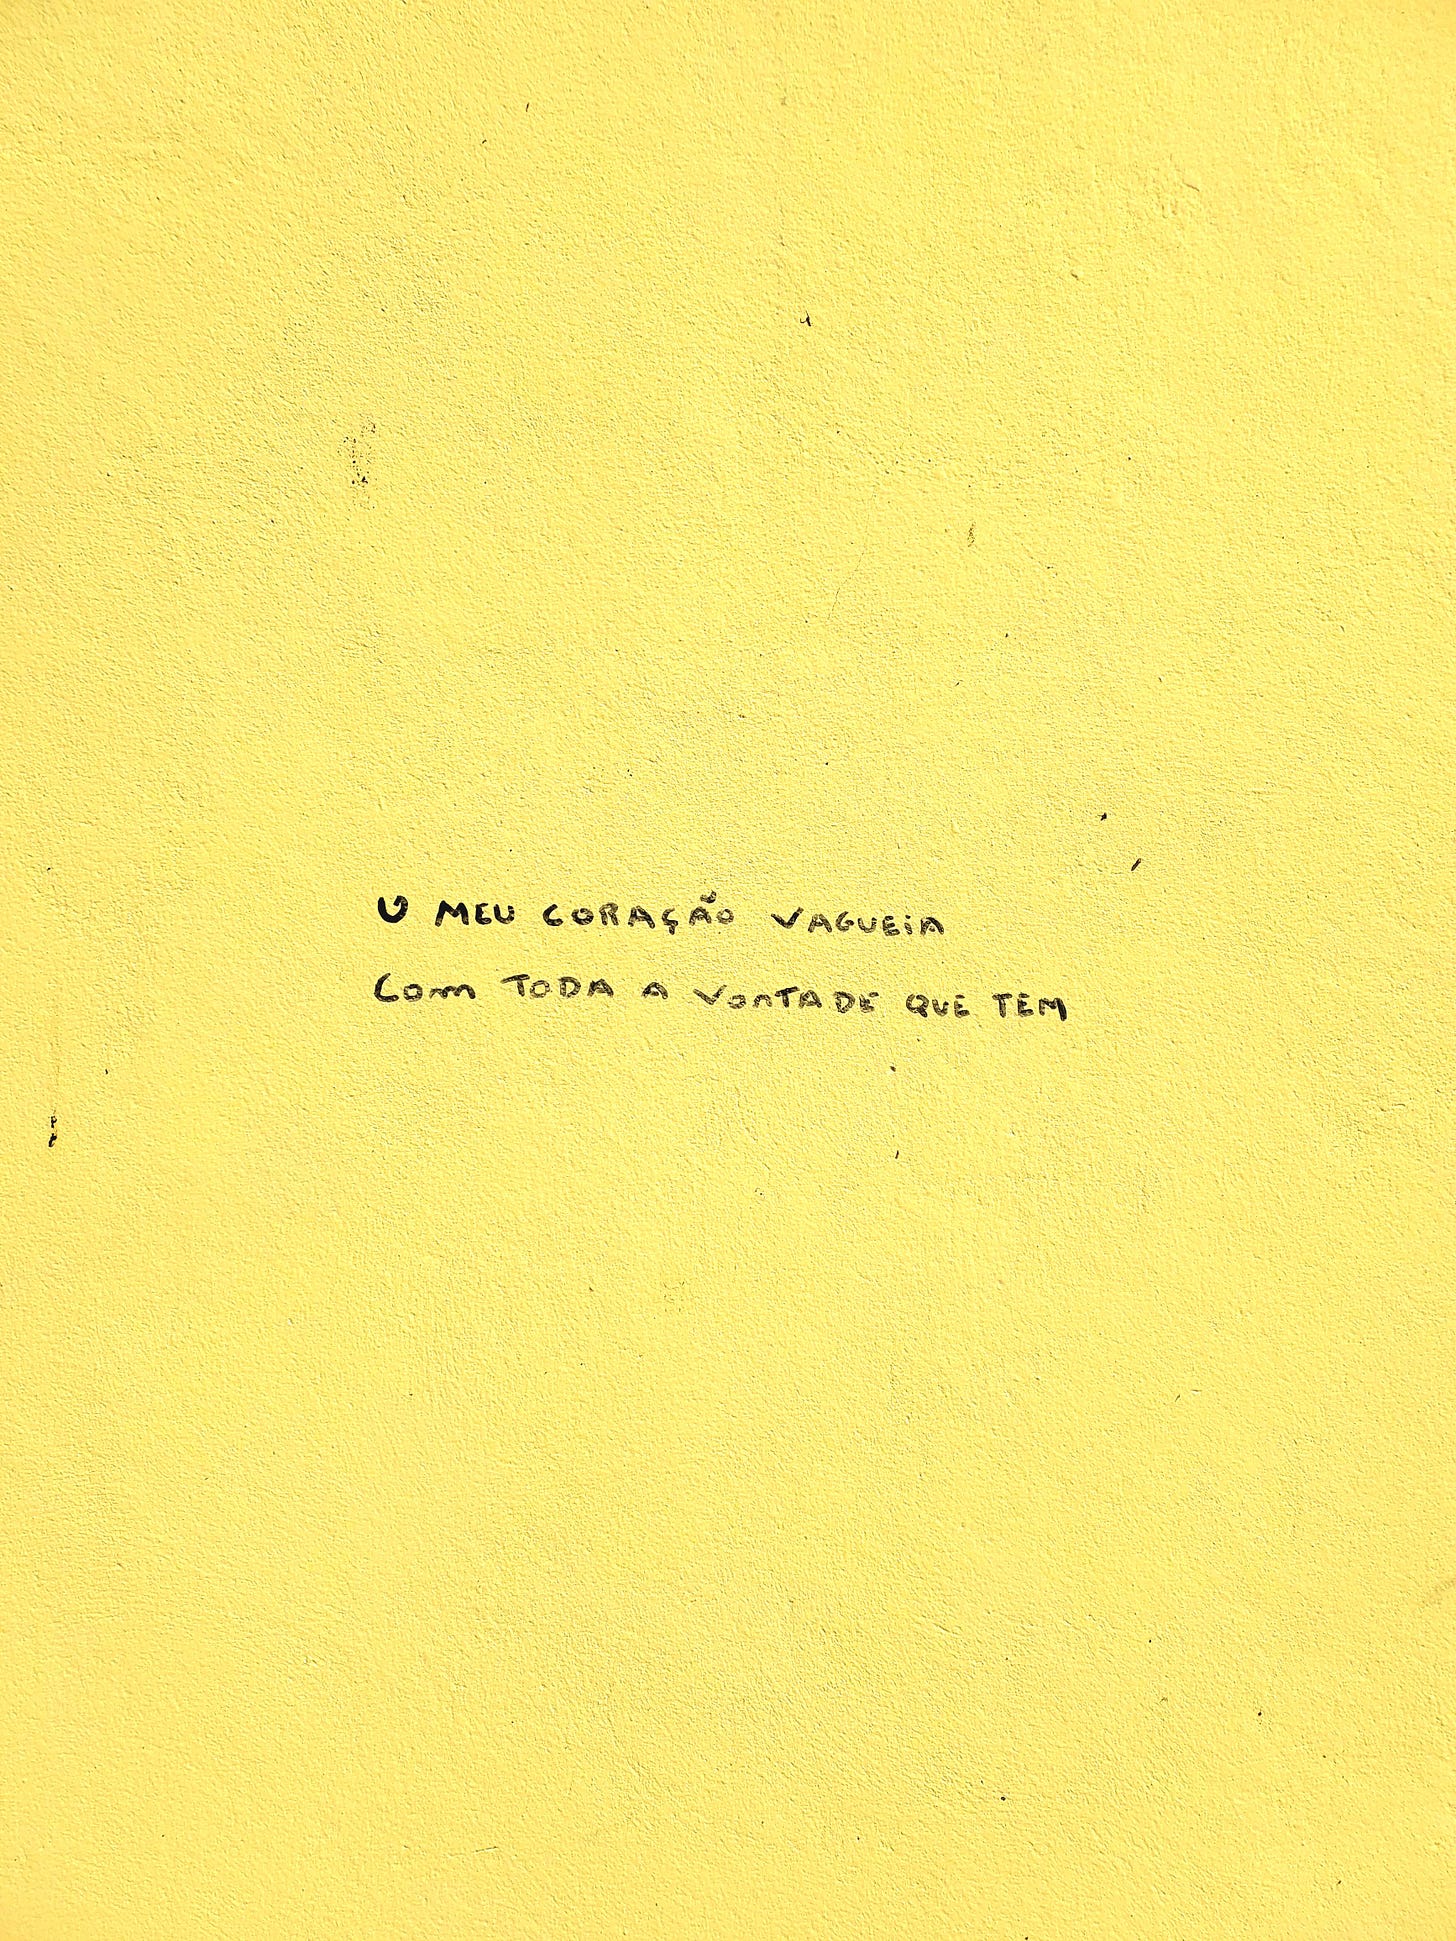 O MEU CORAÇÃO VAGUEiA
Com TODA A VonTADE QUE TEM